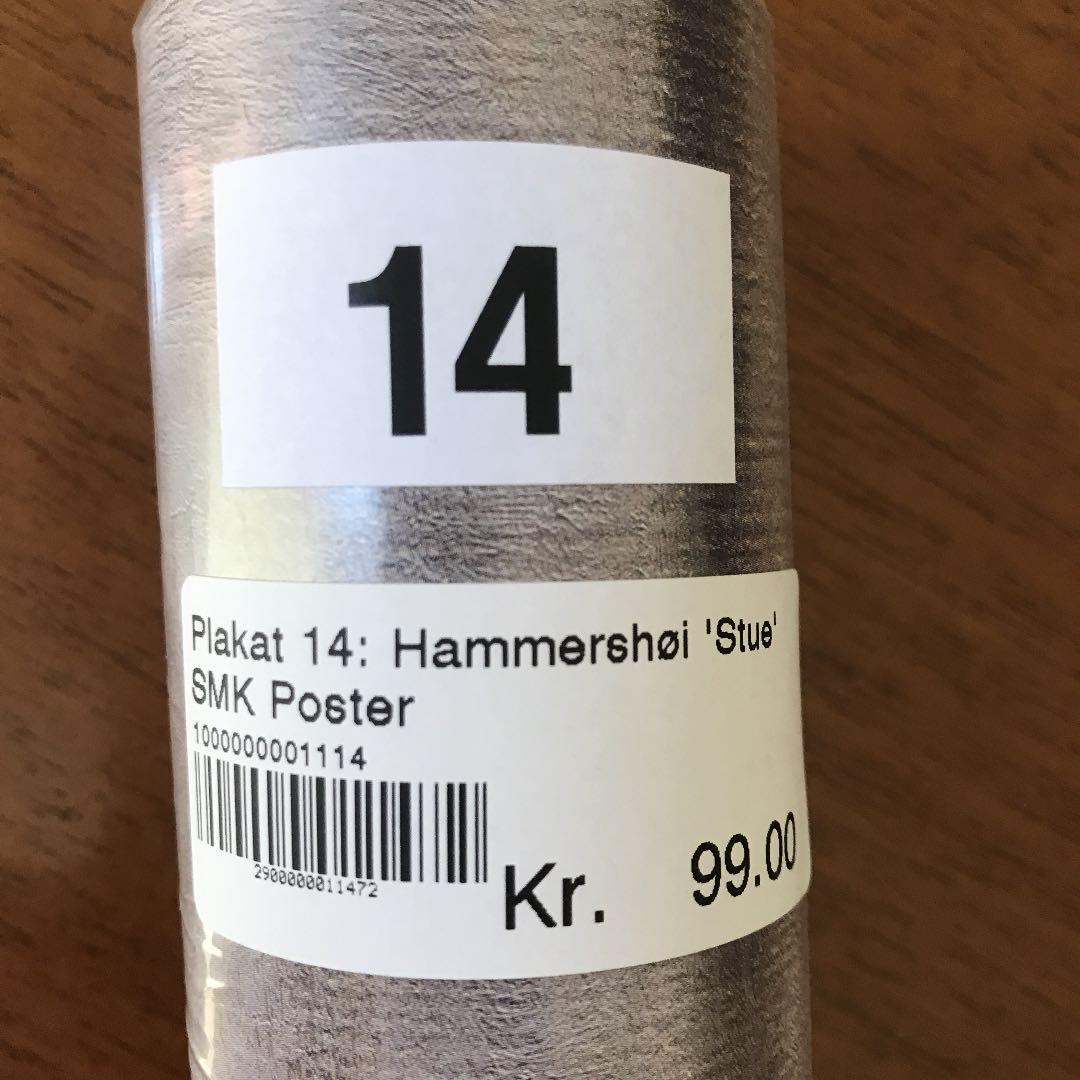 14
Plakat 14: Hammershøi 'Stue'
SMK Poster
1000000001114
2900000011472
Kr. 99.00